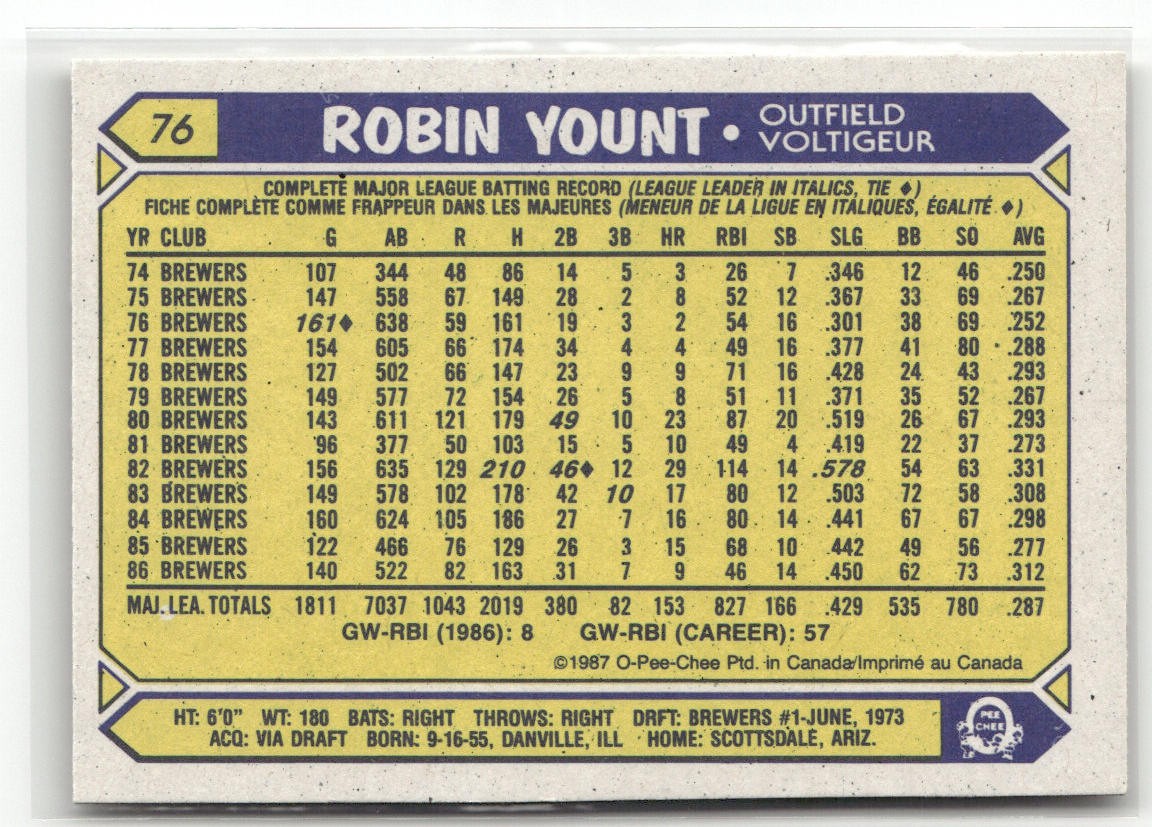 76
ROBIN YOUNT • OUTFIELD
VOLTIGEUR
COMPLETE MAJOR LEAGUE BATTING RECORD (LEAGUE LEADER IN ITALICS, TIE ♦)
FICHE COMPLÈTE COMME FRAPPEUR DANS LES MAJEURES (MENEUR DE LA LIGUE EN ITALIQUES, ÉGALITÉ ♦)
YR CLUB G AB R H 2B 3B HR RBI SB SLG BB SO AVG
74 BREWERS 107 344 48 86 14 5 3 26 7 .346 12 46 .250
75 BREWERS 147 558 67 149 28 2 8 52 12 .367 33 69 .267
76 BREWERS 161♦ 638 59 161 19 3 2 54 16 .301 38 69 .252
77 BREWERS 154 605 66 174 34 4 4 49 16 .377 41 80 .288
78 BREWERS 127 502 66 147 23 9 9 71 16 .428 24 43 .293
79 BREWERS 149 577 72 154 26 5 8 51 11 .371 35 52 .267
80 BREWERS 143 611 121 179 49 10 23 87 20 .519 26 67 .293
81 BREWERS 96 377 50 103 15 5 10 49 4 .419 22 37 .273
82 BREWERS 156 635 129 210 46♦ 12 29 114 14 .578 54 63 .331
83 BREWERS 149 578 102 178 42 10 17 80 12 .503 72 58 .308
84 BREWERS 160 624 105 186 27 7 16 80 14 .441 67 67 .298
85 BREWERS 122 466 76 129 26 3 15 68 10 .442 49 56 .277
86 BREWERS 140 522 82 163 31 7 9 46 14 .450 62 73 .312
MAJ. LEA. TOTALS 1811 7037 1043 2019 380 82 153 827 166 .429 535 780 .287
GW-RBI (1986): 8 GW-RBI (CAREER): 57
©1987 O-Pee-Chee Ptd. in Canada/Imprimé au Canada
HT: 6'0" WT: 180 BATS: RIGHT THROWS: RIGHT DRFT: BREWERS #1-JUNE, 1973
ACQ: VIA DRAFT BORN: 9-16-55, DANVILLE, ILL HOME: SCOTTSDALE, ARIZ.
PEE
CHEE